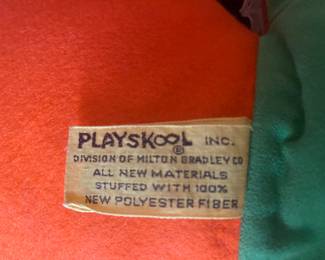 PLAYSKOOL® INC.
DIVISION OF MILTON BRADLEY CO
ALL NEW MATERIALS
STUFFED WITH 100%
NEW POLYESTER FIBER